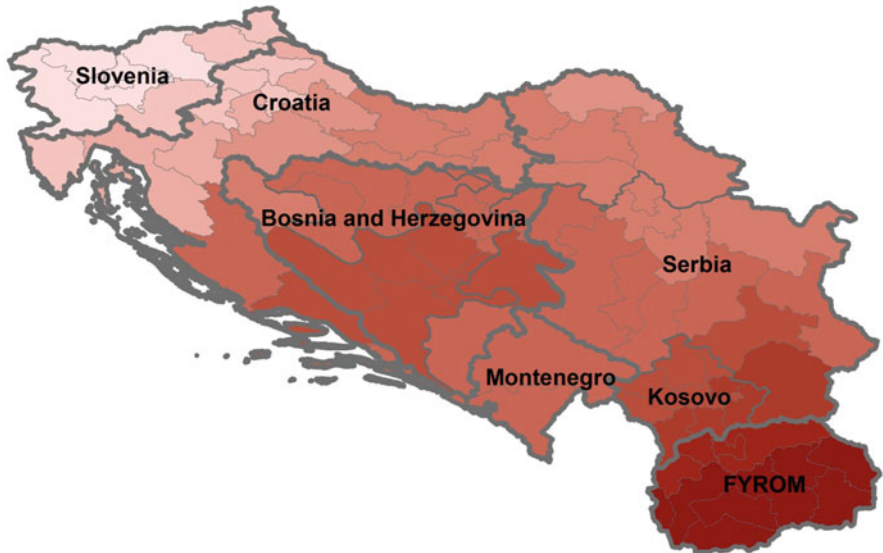 Slovenia
Croatia
Bosnia and Herzegovina
Serbia
Montenegro
Kosovo
FYROM